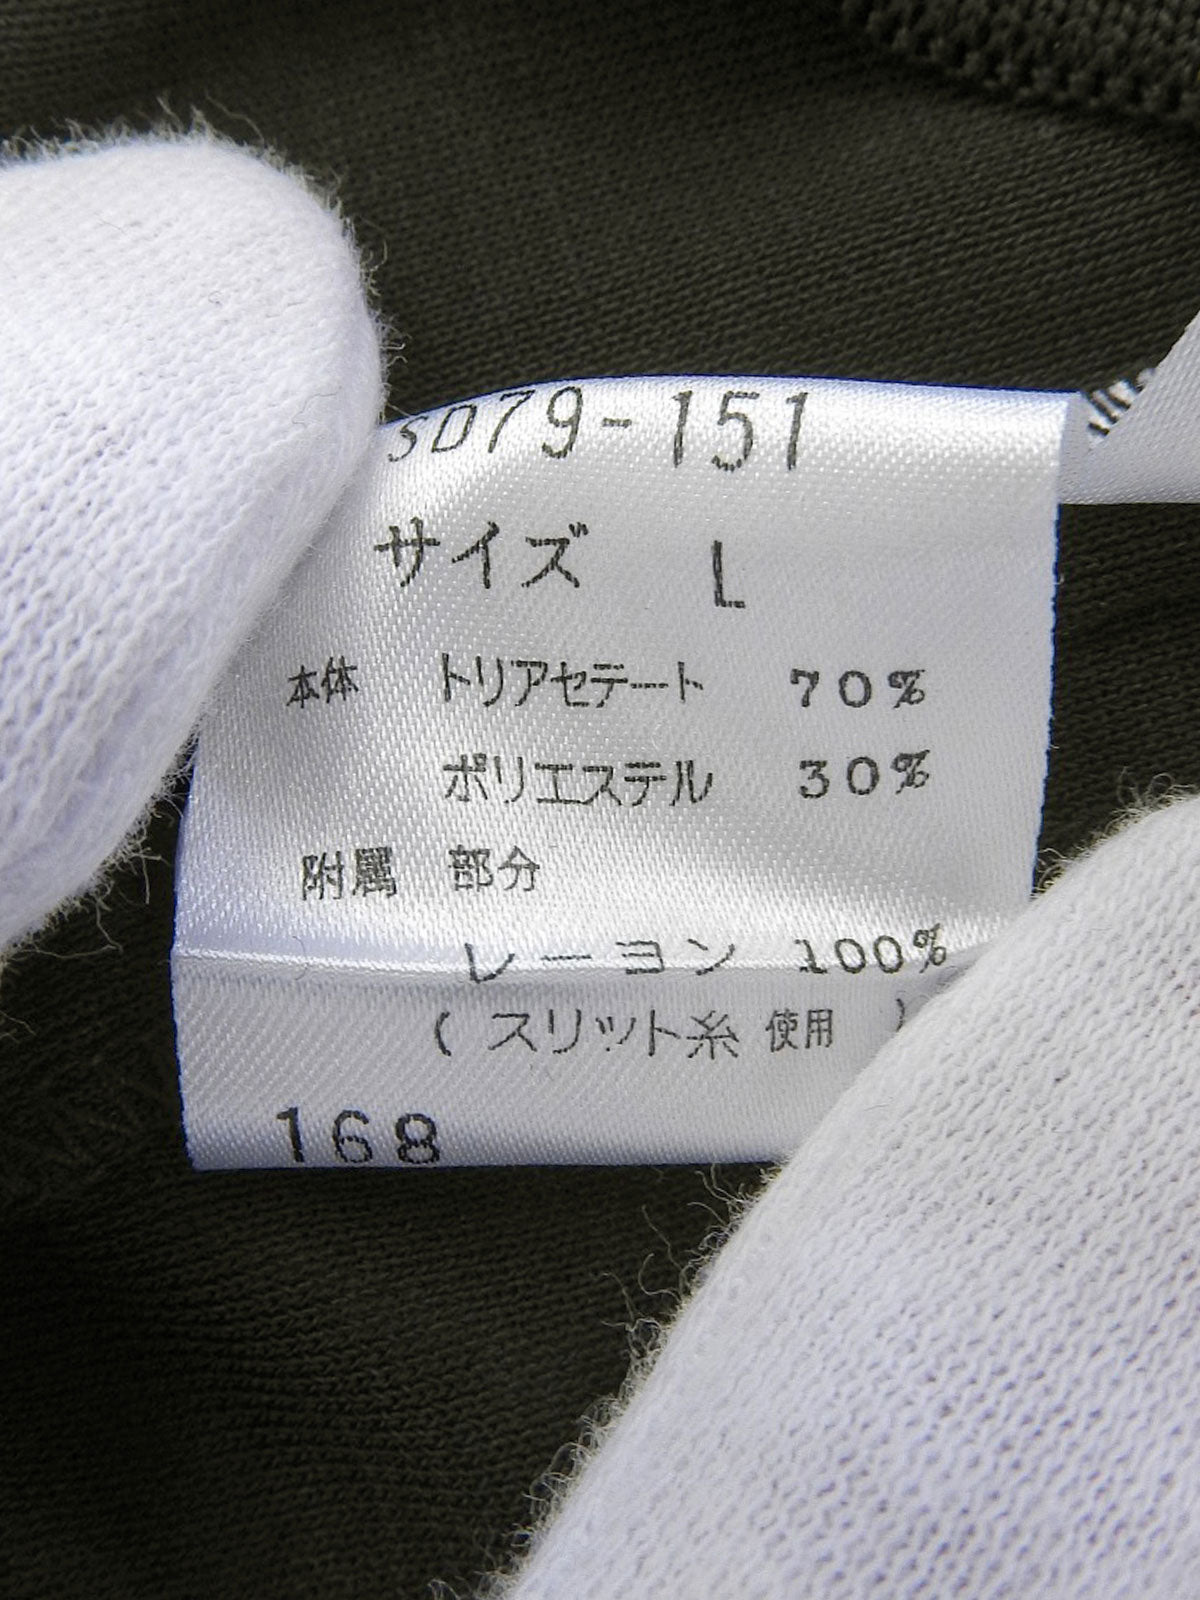 SD79-151
サイズ L
本体 トリアセテート 70%
ポリエステル 30%
附属 部分
レーヨン 100%
( スリット糸 使用 )
168